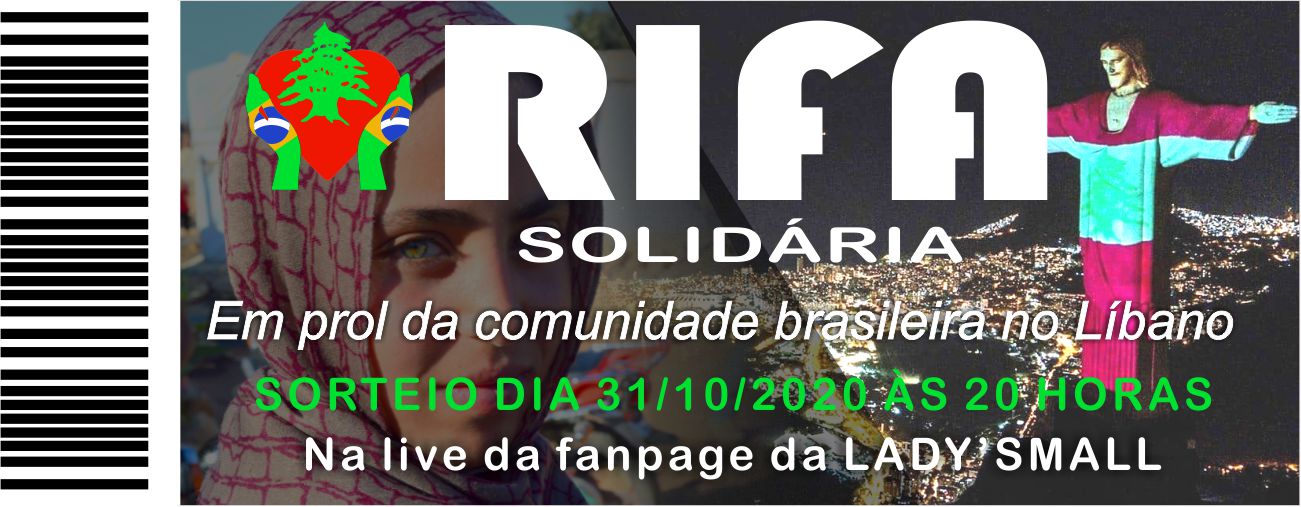 RIFA
SOLIDÁRIA
Em prol da comunidade brasileira no Líbano
SORTEIO DIA 31/10/2020 ÀS 20 HORAS
Na live da fanpage da LADY'SMALL